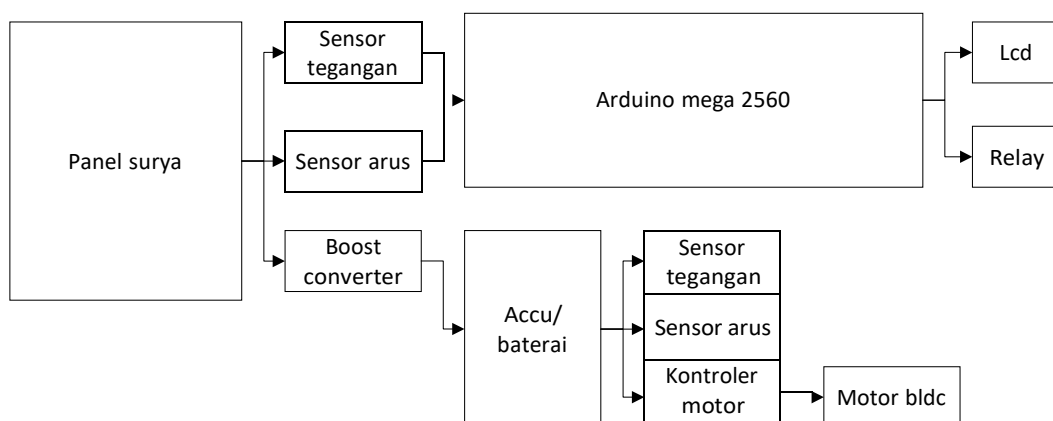 Panel surya
Sensor
tegangan
Sensor arus
Boost
converter
Arduino mega 2560
Lcd
Relay
Accu/
baterai
Sensor
tegangan
Sensor arus
Kontroler
motor
Motor bldc